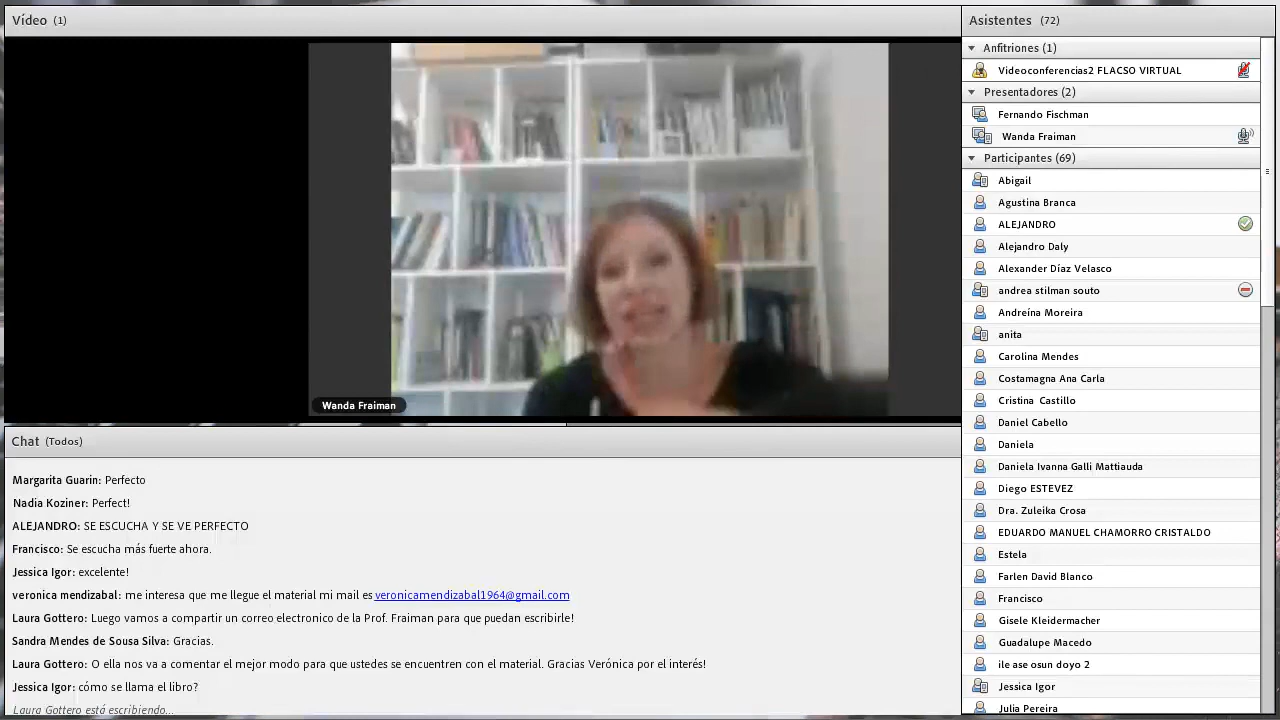 Vídeo (1)
Wanda Fraiman
Chat (Todos)
Margarita Guarin: Perfecto
Nadia Koziner: Perfect!
ALEJANDRO: SE ESCUCHA Y SE VE PERFECTO
Francisco: Se escucha más fuerte ahora.
Jessica Igor: excelente!
veronica mendizabal: me interesa que me llegue el material mi mail es veronicamendizabal1964@gmail.com
Laura Gottero: Luego vamos a compartir un correo electronico de la Prof. Fraiman para que puedan escribirle!
Sandra Mendes de Sousa Silva: Gracias.
Laura Gottero: O ella nos va a comentar el mejor modo para que ustedes se encuentren con el material. Gracias Verónica por el interés!
Jessica Igor: cómo se llama el libro?
Laura Gottero está escribiendo...
Asistentes (72)
Anfitriones (1)
Videoconferencias2 FLACSO VIRTUAL
Presentadores (2)
Fernando Fischman
Wanda Fraiman
Participantes (69)
Abigail
Agustina Branca
ALEJANDRO
Alejandro Daly
Alexander Díaz Velasco
andrea stilman souto
Andreína Moreira
anita
Carolina Mendes
Costamagna Ana Carla
Cristina Castillo
Daniel Cabello
Daniela
Daniela Ivanna Galli Mattiauda
Diego ESTEVEZ
Dra. Zuleika Crosa
EDUARDO MANUEL CHAMORRO CRISTALDO
Estela
Farlen David Blanco
Francisco
Gisele Kleidermacher
Guadalupe Macedo
ile ase osun doyo 2
Jessica Igor
Julia Pereira